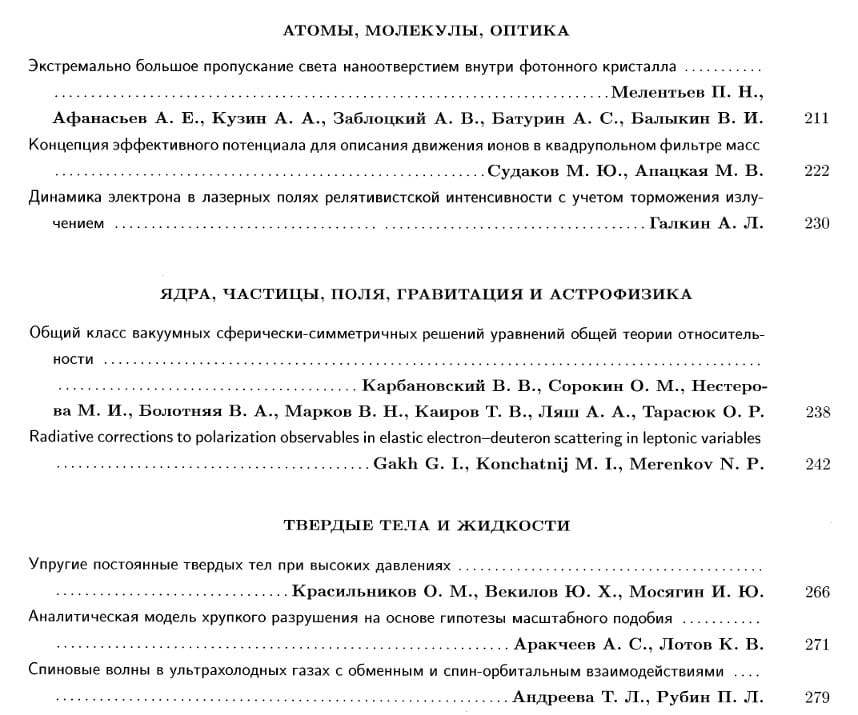 АТОМЫ, МОЛЕКУЛЫ, ОПТИКА
Экстремально большое пропускание света наноотверстием внутри фотонного кристалла ...........
.....................................................................Мелентьев П. Н.,
Афанасьев А. Е., Кузин А. А., Заблоцкий А. В., Батурин А. С., Балыкин В. И. 211
Концепция эффективного потенциала для описания движения ионов в квадрупольном фильтре масс
.....................................................Судаков М. Ю., Апацкая М. В. 222
Динамика электрона в лазерных полях релятивистской интенсивности с учетом торможения излу-
чением .................................................................Галкин А. Л. 230
ЯДРА, ЧАСТИЦЫ, ПОЛЯ, ГРАВИТАЦИЯ И АСТРОФИЗИКА
Общий класс вакуумных сферически-симметричных решений уравнений общей теории относитель-
ности ................................................................................
.....................................Карбановский В. В., Сорокин О. М., Нестеро-
ва М. И., Болотняя В. А., Марков В. Н., Каиров Т. В., Ляш А. А., Тарасюк О. Р. 238
Radiative corrections to polarization observables in elastic electron–deuteron scattering in leptonic variables
.......................................Gakh G. I., Konchatnij M. I., Merenkov N. P. 242
ТВЕРДЫЕ ТЕЛА И ЖИДКОСТИ
Упругие постоянные твердых тел при высоких давлениях .....................................
.............................Красильников О. М., Векилов Ю. Х., Мосягин И. Ю. 266
Аналитическая модель хрупкого разрушения на основе гипотезы масштабного подобия ...........
........................................................Аракчеев А. С., Лотов К. В. 271
Спиновые волны в ультрахолодных газах с обменным и спин-орбитальным взаимодействиями ....
........................................................Андреева Т. Л., Рубин П. Л. 279